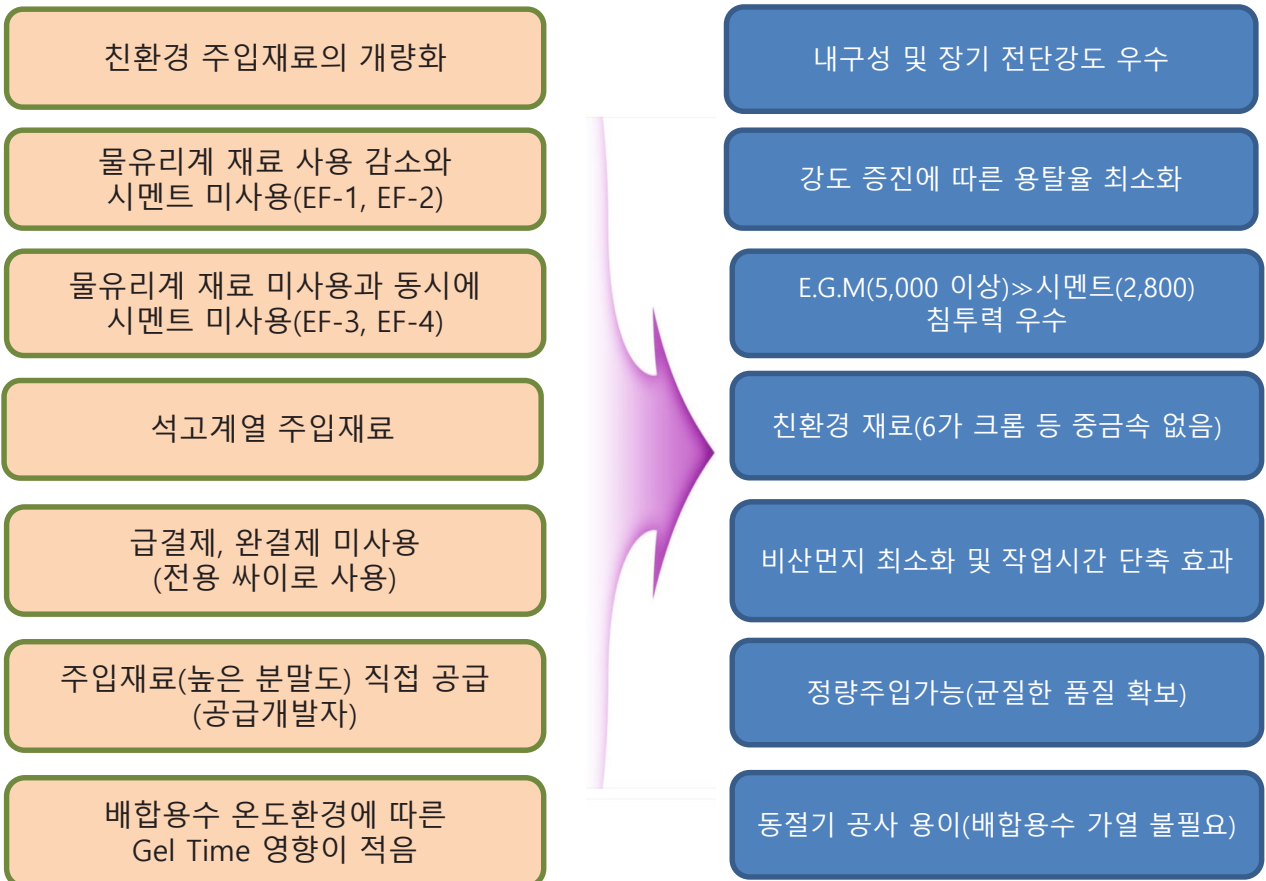 친환경 주입재료의 개량화
내구성 및 장기 전단강도 우수
물유리계 재료 사용 감소와
시멘트 미사용(EF-1, EF-2)
강도 증진에 따른 용탈율 최소화
물유리계 재료 미사용과 동시에
시멘트 미사용(EF-3, EF-4)
E.G.M(5,000 이상)≫시멘트(2,800)
침투력 우수
석고계열 주입재료
친환경 재료(6가 크롬 등 중금속 없음)
급결제, 완결제 미사용
(전용 싸이로 사용)
비산먼지 최소화 및 작업시간 단축 효과
주입재료(높은 분말도) 직접 공급
(공급개발자)
정량주입가능(균질한 품질 확보)
배합용수 온도환경에 따른
Gel Time 영향이 적음
동절기 공사 용이(배합용수 가열 불필요)